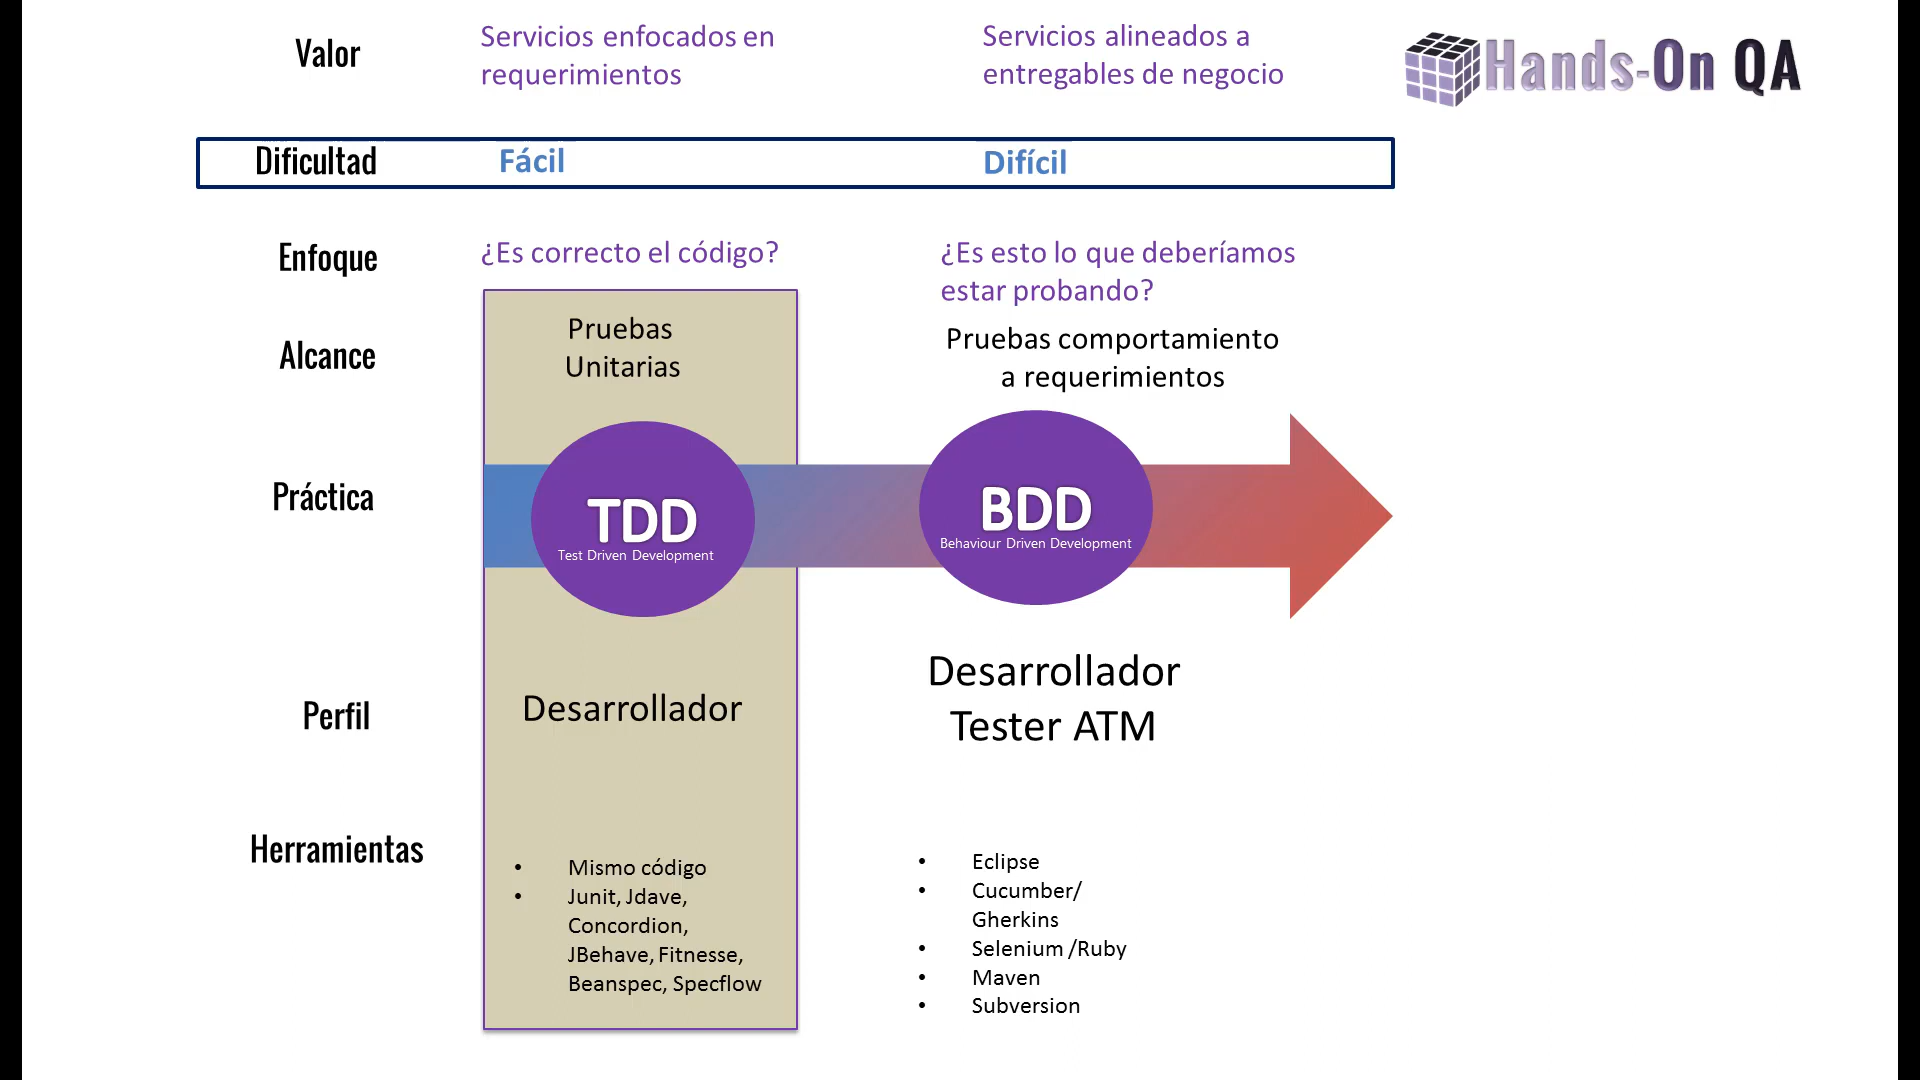 Valor
Servicios enfocados en
requerimientos
Servicios alineados a
entregables de negocio
Hands-On QA
Dificultad
Fácil
Difícil
Enfoque
¿Es correcto el código?
¿Es esto lo que deberíamos
estar probando?
Alcance
Pruebas
Unitarias
Pruebas comportamiento
a requerimientos
Práctica
TDD
Test Driven Development
BDD
Behaviour Driven Development
Perfil
Desarrollador
Desarrollador
Tester ATM
Herramientas
• Mismo código
• Junit, Jdave,
Concordion,
JBehave, Fitnesse,
Beanspec, Specflow
• Eclipse
• Cucumber/
Gherkins
• Selenium /Ruby
• Maven
• Subversion